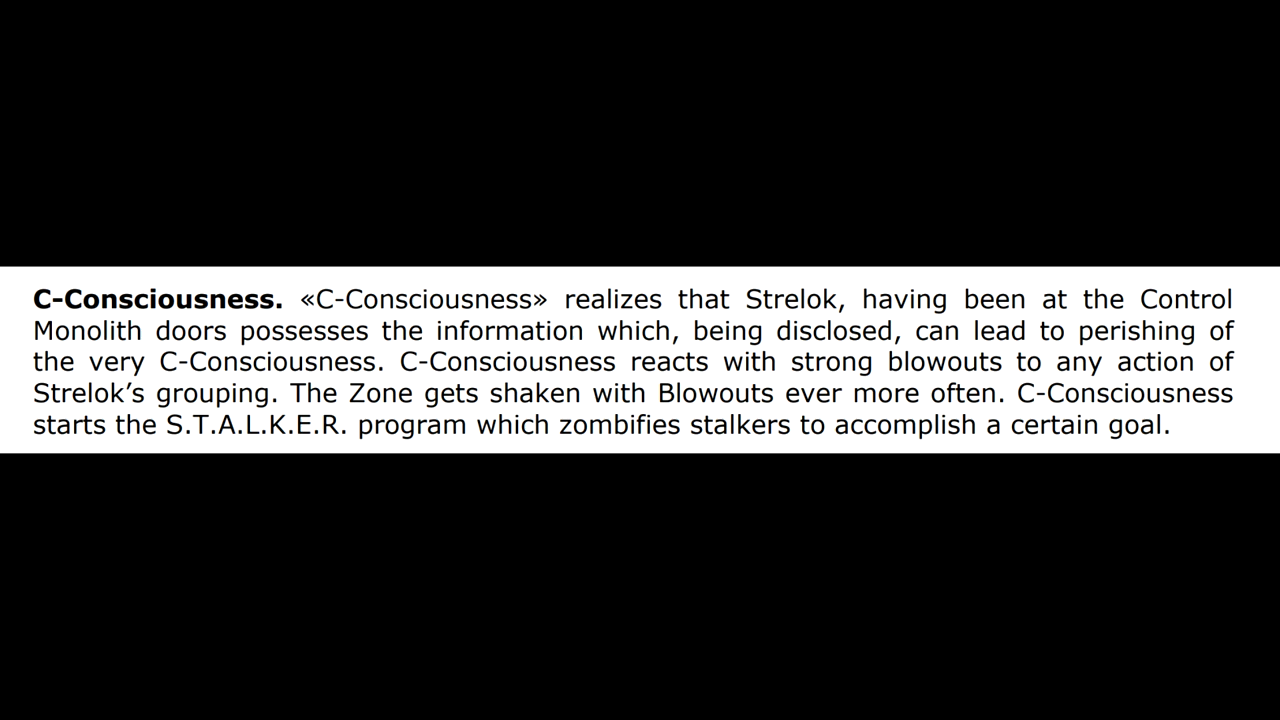 C-Consciousness. «C-Consciousness» realizes that Strelok, having been at the Control
Monolith doors possesses the information which, being disclosed, can lead to perishing of
the very C-Consciousness. C-Consciousness reacts with strong blowouts to any action of
Strelok’s grouping. The Zone gets shaken with Blowouts ever more often. C-Consciousness
starts the S.T.A.L.K.E.R. program which zombifies stalkers to accomplish a certain goal.